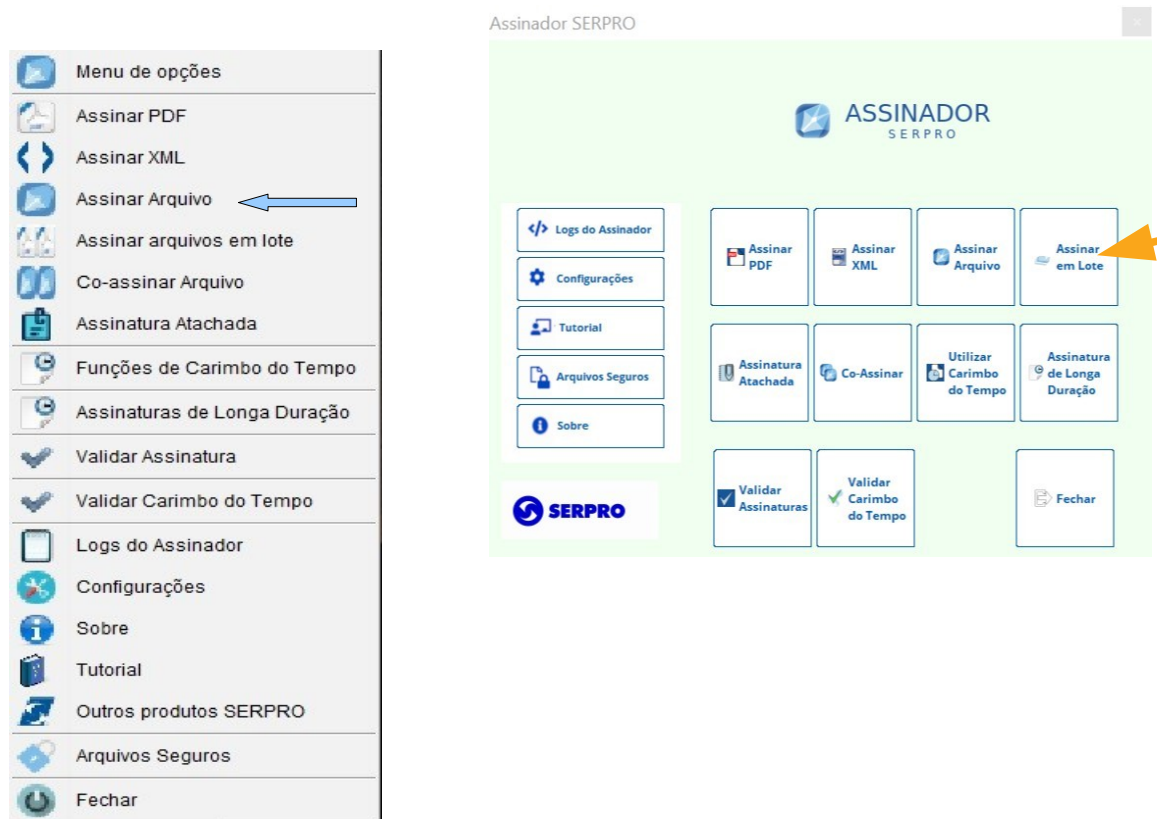 Assinador SERPRO
Menu de opções
Assinar PDF
Assinar XML
Assinar Arquivo
Assinar arquivos em lote
Co-assinar Arquivo
Assinatura Atachada
Funções de Carimbo do Tempo
Assinaturas de Longa Duração
Validar Assinatura
Validar Carimbo do Tempo
Logs do Assinador
Configurações
Sobre
Tutorial
Outros produtos SERPRO
Arquivos Seguros
Fechar
ASSINADOR
SERPRO
Logs do Assinador
Configurações
Tutorial
Arquivos Seguros
Sobre
SERPRO
Assinar
PDF
Assinar
XML
Assinar
Arquivo
Assinar
em Lote
Assinatura
Atachada
Co-Assinar
Utilizar
Carimbo
do Tempo
Assinatura
de Longa
Duração
Validar
Assinaturas
Validar
Carimbo
do Tempo
Fechar